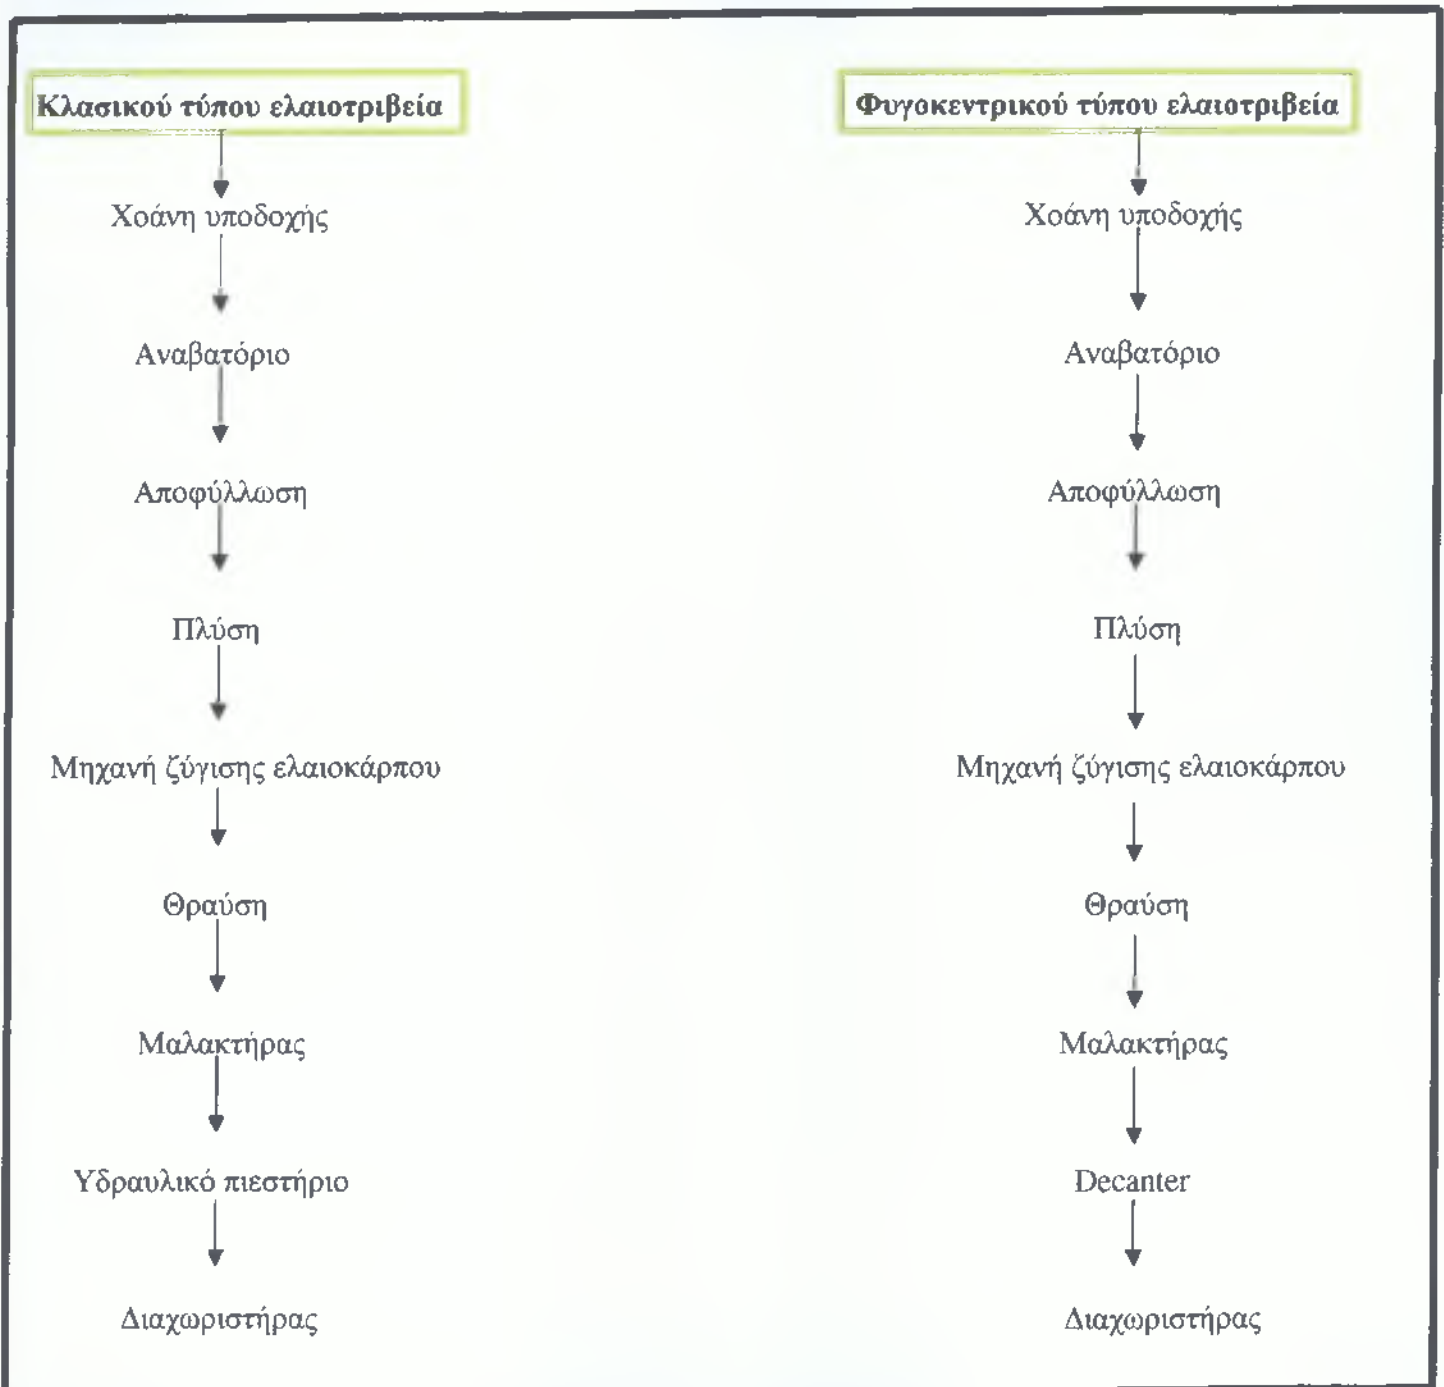 Κλασικού τύπου ελαιοτριβεία
Χοάνη υποδοχής
Αναβατόριο
Αποφύλλωση
Πλύση
Μηχανή ζύγισης ελαιοκάρπου
Θραύση
Μαλακτήρας
Υδραυλικό πιεστήριο
Διαχωριστήρας
Φυγοκεντρικού τύπου ελαιοτριβεία
Χοάνη υποδοχής
Αναβατόριο
Αποφύλλωση
Πλύση
Μηχανή ζύγισης ελαιοκάρπου
Θραύση
Μαλακτήρας
Decanter
Διαχωριστήρας